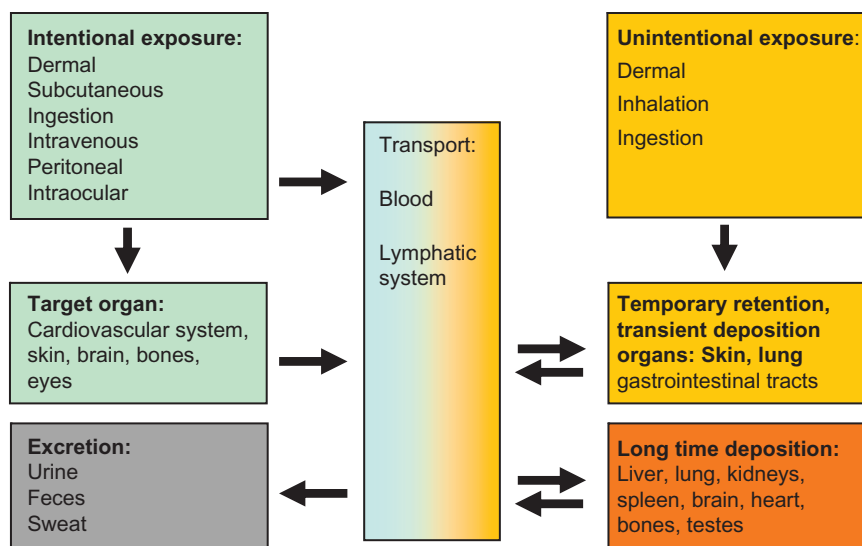 Intentional exposure:
Dermal
Subcutaneous
Ingestion
Intravenous
Peritoneal
Intraocular
Unintentional exposure:
Dermal
Inhalation
Ingestion
Transport:
Blood
Lymphatic
system
Target organ:
Cardiovascular system,
skin, brain, bones,
eyes
Temporary retention,
transient deposition
organs: Skin, lung
gastrointestinal tracts
Excretion:
Urine
Feces
Sweat
Long time deposition:
Liver, lung, kidneys,
spleen, brain, heart,
bones, testes